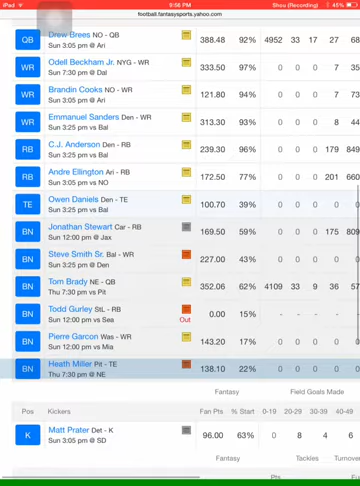 iPad 9:56 PM Shou (Recording) 45%
football.fantasysports.yahoo.com
QB Drew Brees NO - QB 388.48 92% 4952 33 17 27 68
Sun 3:05 pm @ Ari
WR Odell Beckham Jr. NYG - WR 333.50 97% 0 0 0 7 35
Sun 7:30 pm @ Dal
WR Brandin Cooks NO - WR 121.80 94% 0 0 0 7 73
Sun 3:05 pm @ Ari
WR Emmanuel Sanders Den - WR 313.30 93% 0 0 0 8 44
Sun 3:25 pm vs Bal
RB C.J. Anderson Den - RB 239.30 96% 0 0 0 179 849
Sun 3:25 pm vs Bal
RB Andre Ellington Ari - RB 172.50 77% 0 0 0 201 660
Sun 3:05 pm vs NO
TE Owen Daniels Den - TE 100.70 39% 0 0 0 0 0
Sun 3:25 pm vs Bal
BN Jonathan Stewart Car - RB 169.50 59% 0 0 0 175 809
Sun 12:00 pm @ Jax
BN Steve Smith Sr. Bal - WR 227.00 43% 0 0 0 0 0
Sun 3:25 pm @ Den
BN Tom Brady NE - QB 352.06 62% 4109 33 9 36 57
Thu 7:30 pm vs Pit
BN Todd Gurley StL - RB 0.00 15% - - - - -
Sun 12:00 pm vs Sea Out
BN Pierre Garcon Was - WR 143.20 17% 0 0 0 0 0
Sun 12:00 pm vs Mia
BN Heath Miller Pit - TE 138.10 22% 0 0 0 0 0
Thu 7:30 pm @ NE
Fantasy Field Goals Made
Pos Kickers Fan Pts % Start 0-19 20-29 30-39 40-49
K Matt Prater Det - K 96.00 63% 0 8 4 6
Sun 3:05 pm @ SD
Fantasy Tackles Turnover
Pts